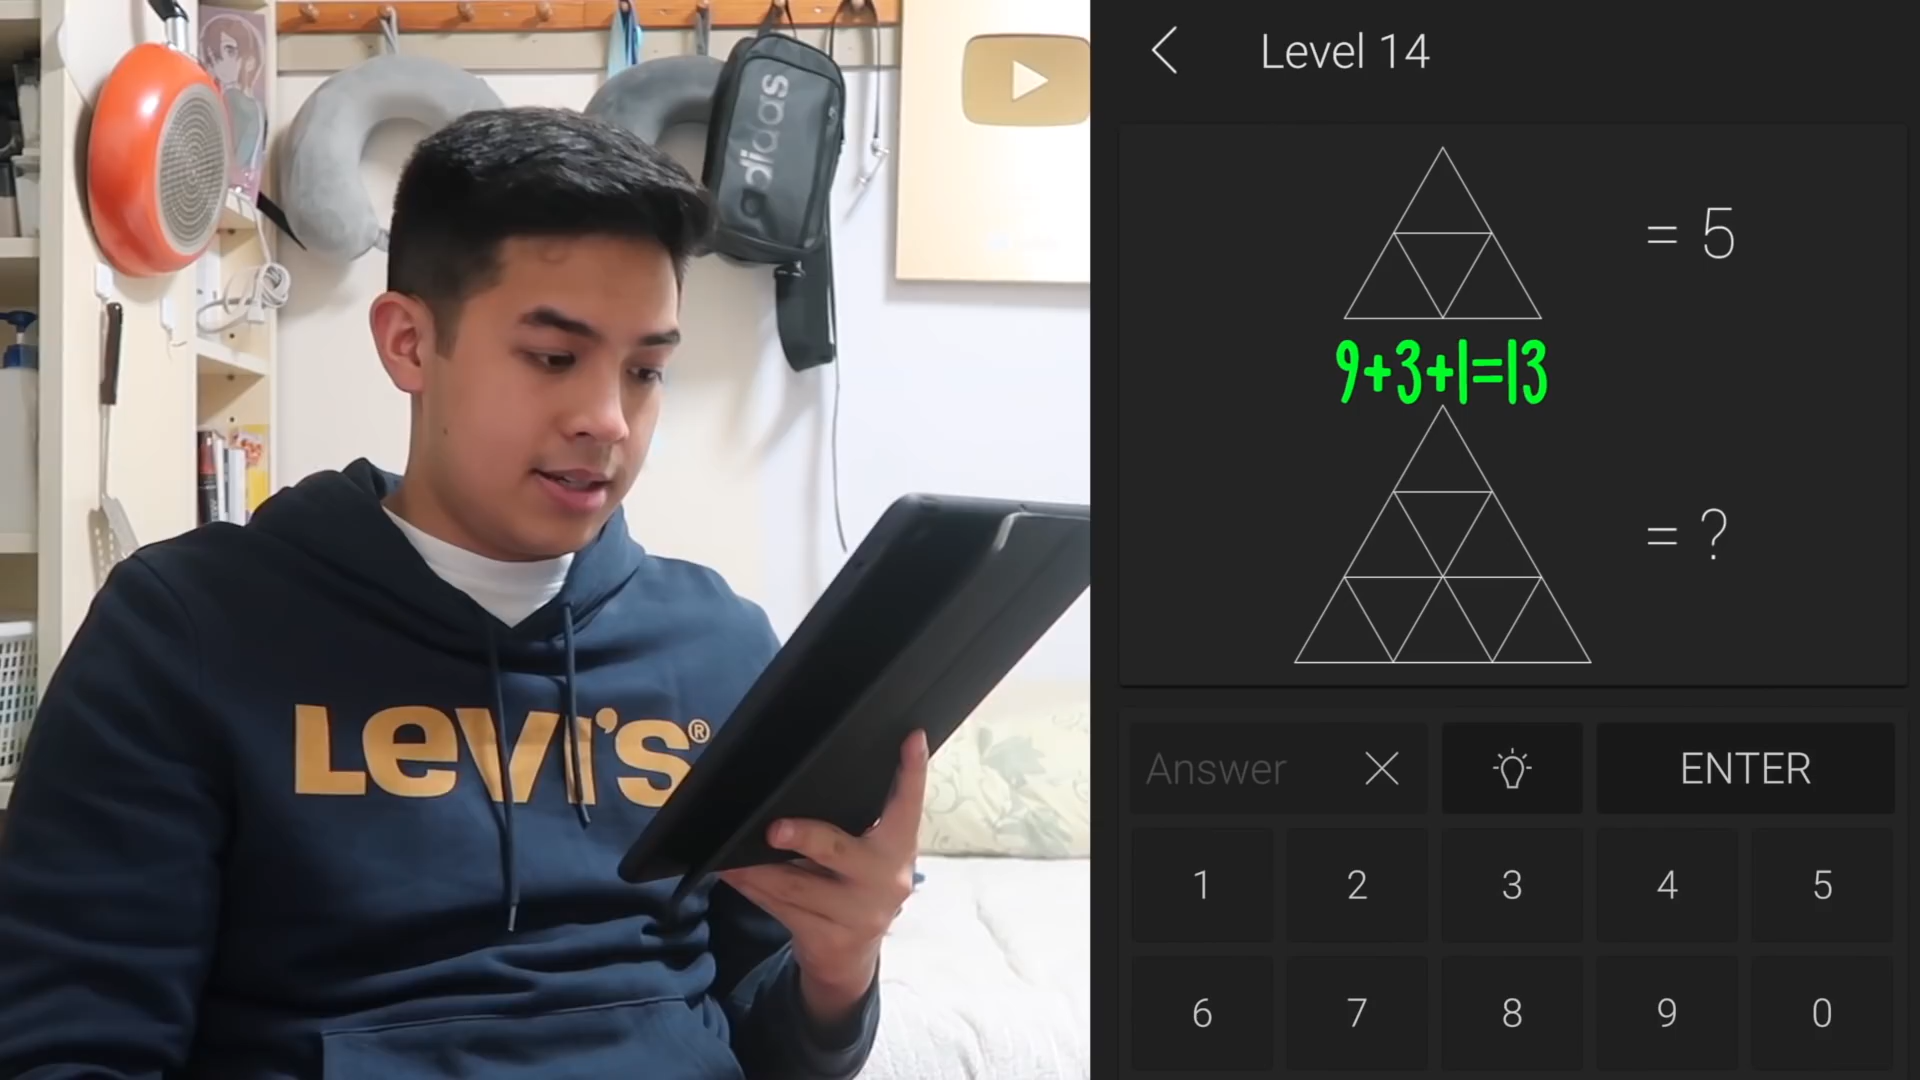 adidas
LEVI'S®
Level 14
= 5
9+3+1=13
= ?
Answer
ENTER
1 2 3 4 5
6 7 8 9 0